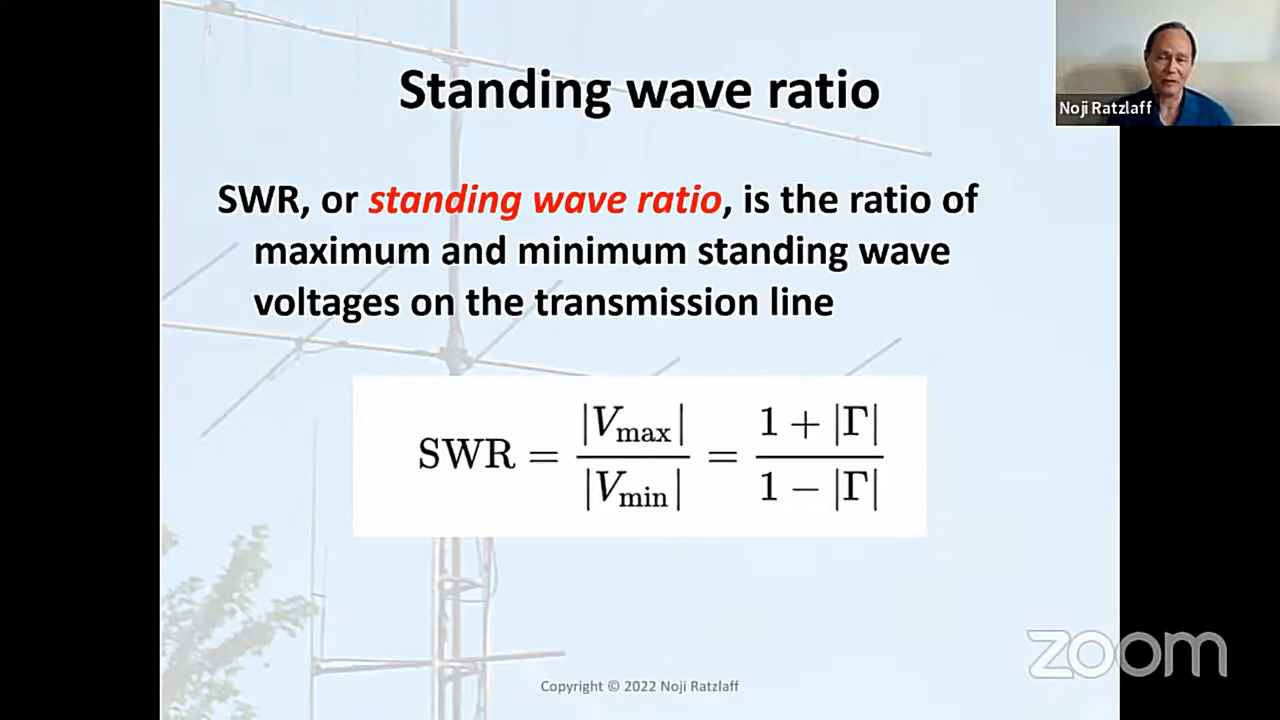 Standing wave ratio
Noji Ratzlaff
SWR, or standing wave ratio, is the ratio of
maximum and minimum standing wave
voltages on the transmission line
SWR = |Vmax| / |Vmin| = 1 + |Γ| / 1 − |Γ|
zoom
Copyright © 2022 Noji Ratzlaff